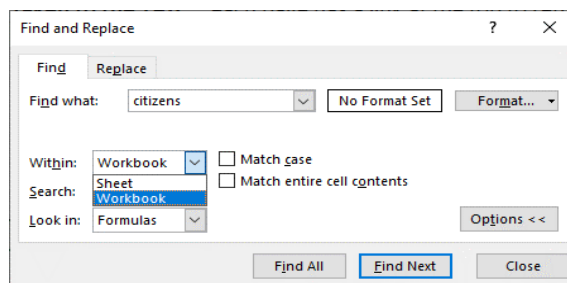 Find and Replace ? ×
Find Replace
Find what: citizens No Format Set Format...
Within: Workbook Match case
Sheet
Search: Workbook Match entire cell contents
Look in: Formulas Options <<
Find All Find Next Close